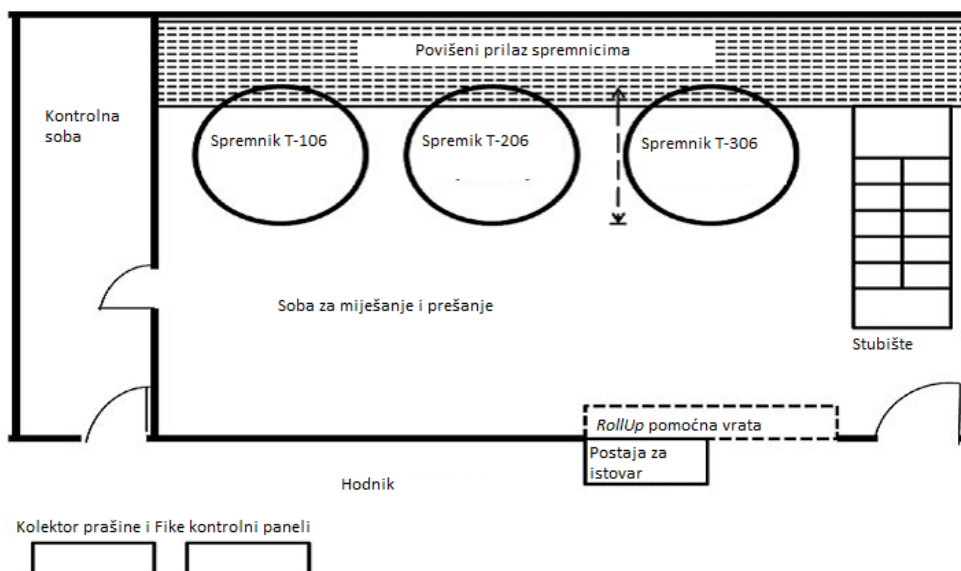 Povišeni prilaz spremnicima
Kontrolna
soba
Spremnik T-106
Spremik T-206
Spremnik T-306
Soba za miješanje i prešanje
Stubište
RollUp pomoćna vrata
Postaja za
istovar
Hodnik
Kolektor prašine i Fike kontrolni paneli